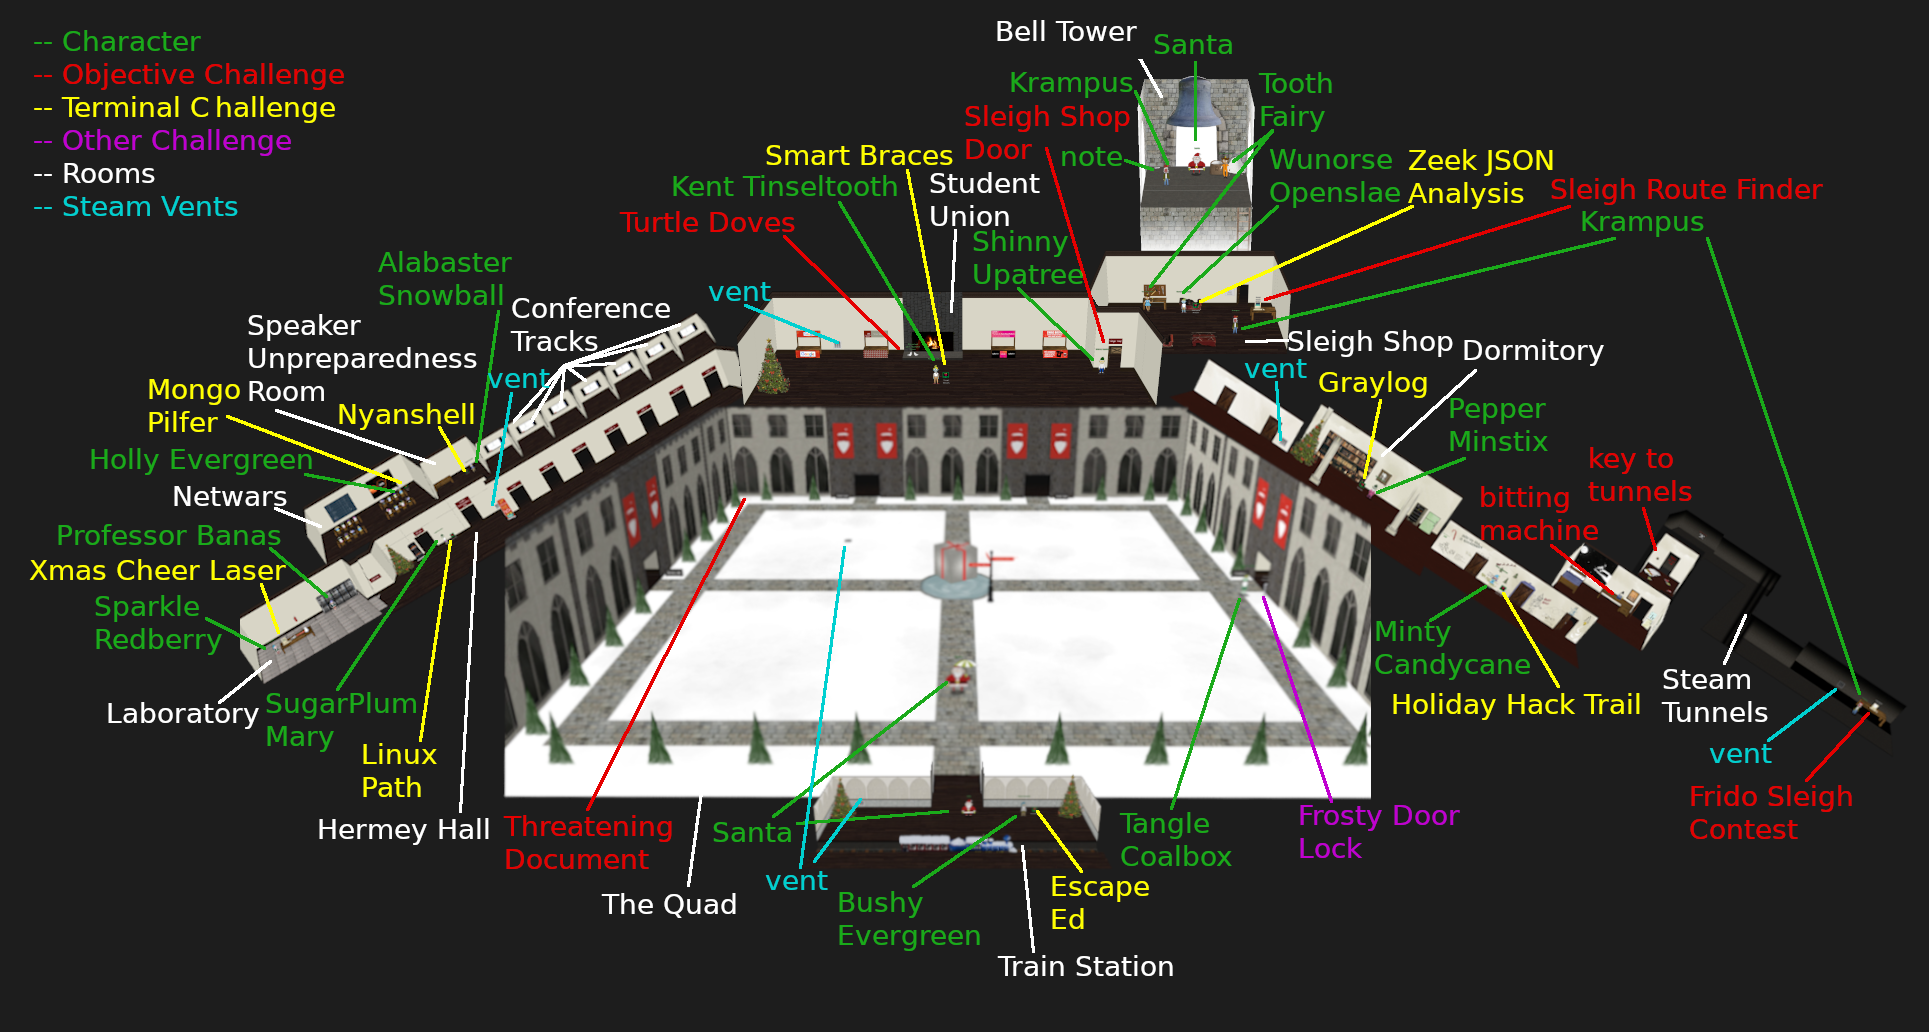 -- Character
-- Objective Challenge
-- Terminal Challenge
-- Other Challenge
-- Rooms
-- Steam Vents
Bell Tower
Santa
Krampus
Tooth
Fairy
Sleigh Shop
Door
note
Smart Braces
Kent Tinseltooth
Student
Union
Turtle Doves
Shinny
Upatree
Wunorse
Openslae
Zeek JSON
Analysis
Sleigh Route Finder
Krampus
Alabaster
Snowball
vent
Conference
Tracks
Speaker
Unpreparedness
Room
vent
Mongo
Pilfer
Nyanshell
Holly Evergreen
Netwars
Professor Banas
Xmas Cheer Laser
Sparkle
Redberry
Laboratory
SugarPlum
Mary
Linux
Path
Hermey Hall
Sleigh Shop
Dormitory
vent
Graylog
Pepper
Minstix
key to
tunnels
bitting
machine
Minty
Candycane
Holiday Hack Trail
Steam
Tunnels
vent
Frido Sleigh
Contest
Threatening
Document
The Quad
Santa
vent
Bushy
Evergreen
Escape
Ed
Train Station
Tangle
Coalbox
Frosty Door
Lock